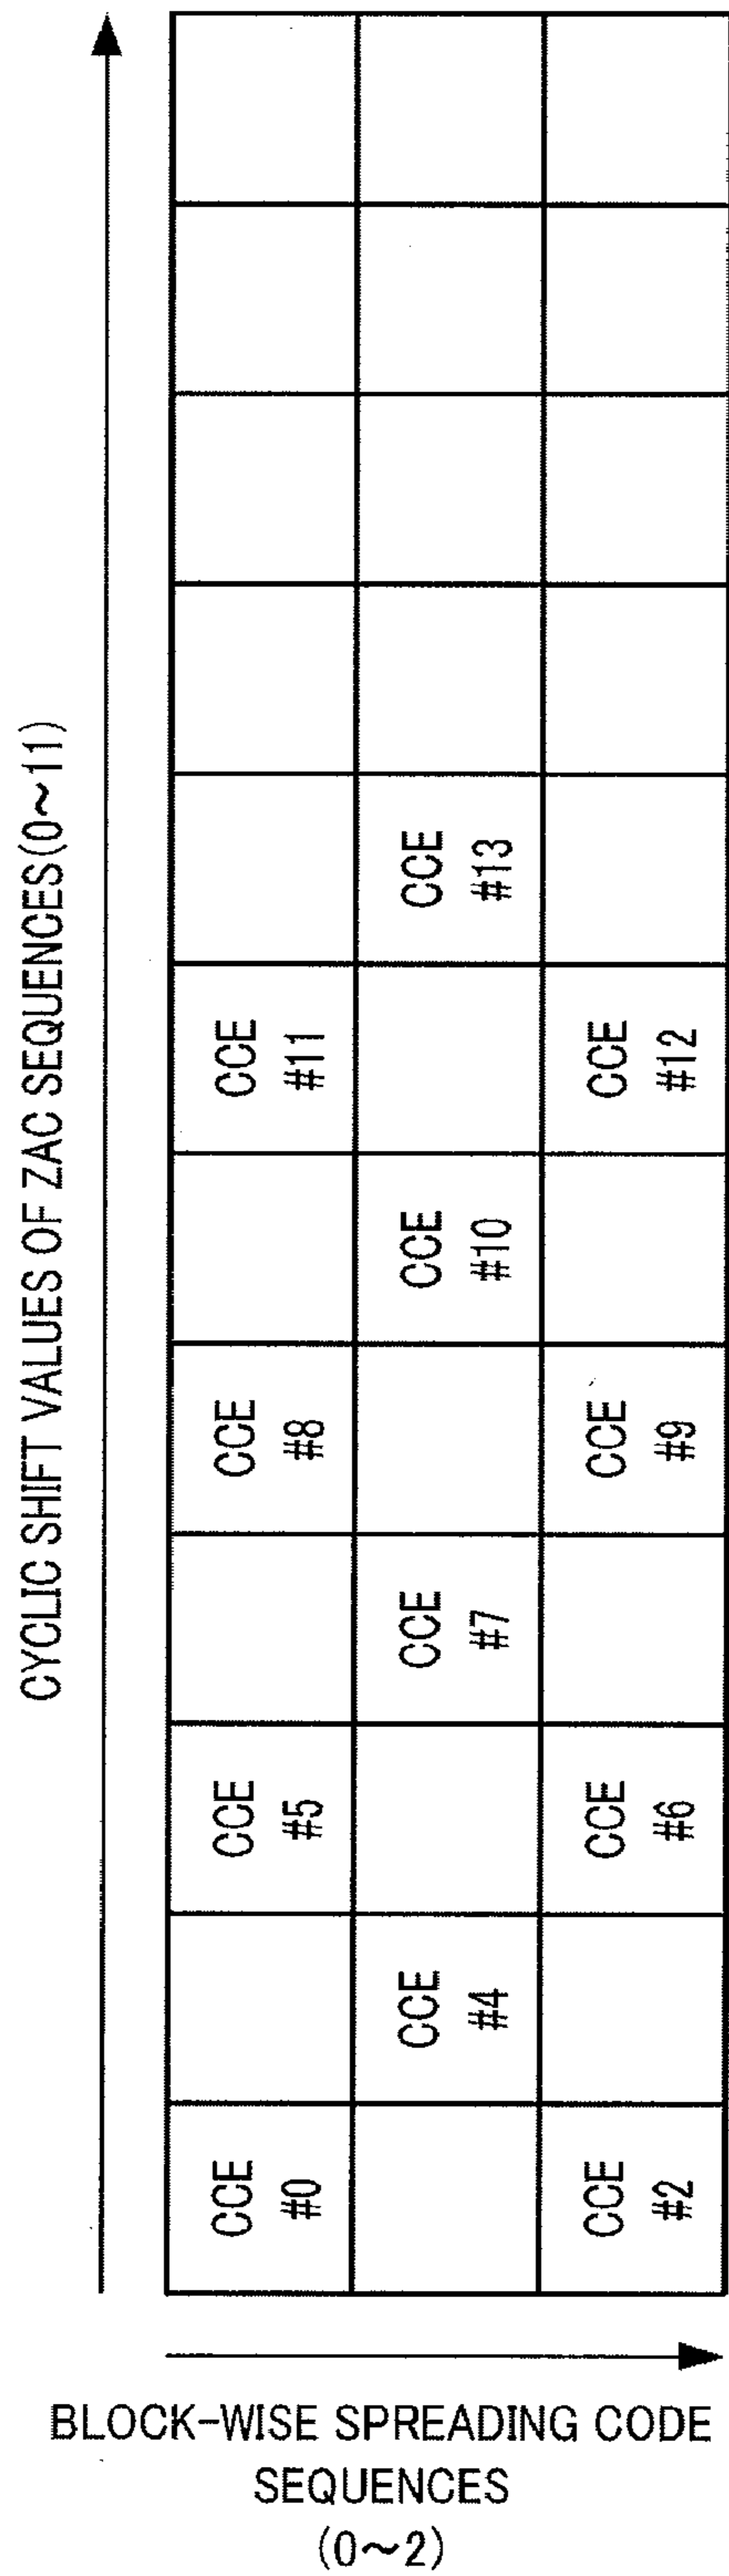 CYCLIC SHIFT VALUES OF ZAC SEQUENCES(0~11)
CCE
#13
CCE
#11
CCE
#12
CCE
#10
CCE
#8
CCE
#9
CCE
#7
CCE
#5
CCE
#6
CCE
#4
CCE
#0
CCE
#2
BLOCK-WISE SPREADING CODE
SEQUENCES
(0~2)